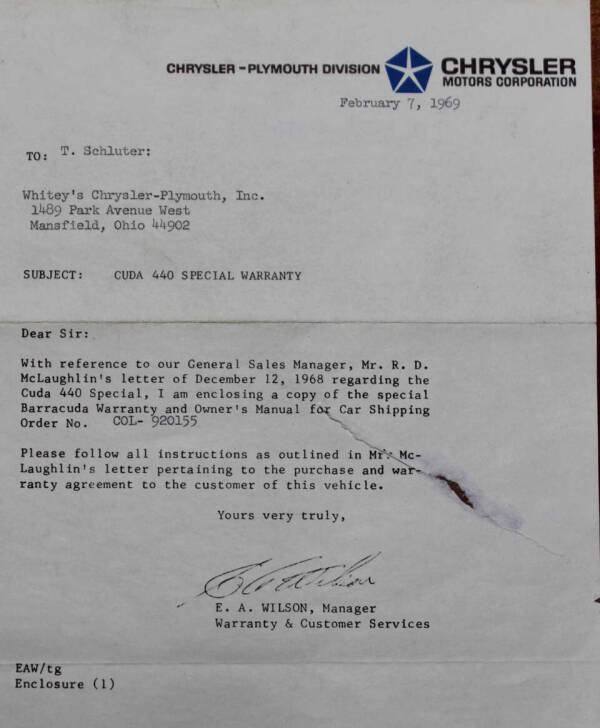 CHRYSLER - PLYMOUTH DIVISION CHRYSLER
MOTORS CORPORATION
February 7, 1969
TO: T. Schluter:
Whitey's Chrysler-Plymouth, Inc.
1489 Park Avenue West
Mansfield, Ohio 44902
SUBJECT: CUDA 440 SPECIAL WARRANTY
Dear Sir:
With reference to our General Sales Manager, Mr. R. D.
McLaughlin's letter of December 12, 1968 regarding the
Cuda 440 Special, I am enclosing a copy of the special
Barracuda Warranty and Owner's Manual for Car Shipping
Order No. COL- 920155
Please follow all instructions as outlined in Mr. Mc-
Laughlin's letter pertaining to the purchase and war-
ranty agreement to the customer of this vehicle.
Yours very truly,
E A Wilson
E. A. WILSON, Manager
Warranty & Customer Services
EAW/tg
Enclosure (1)